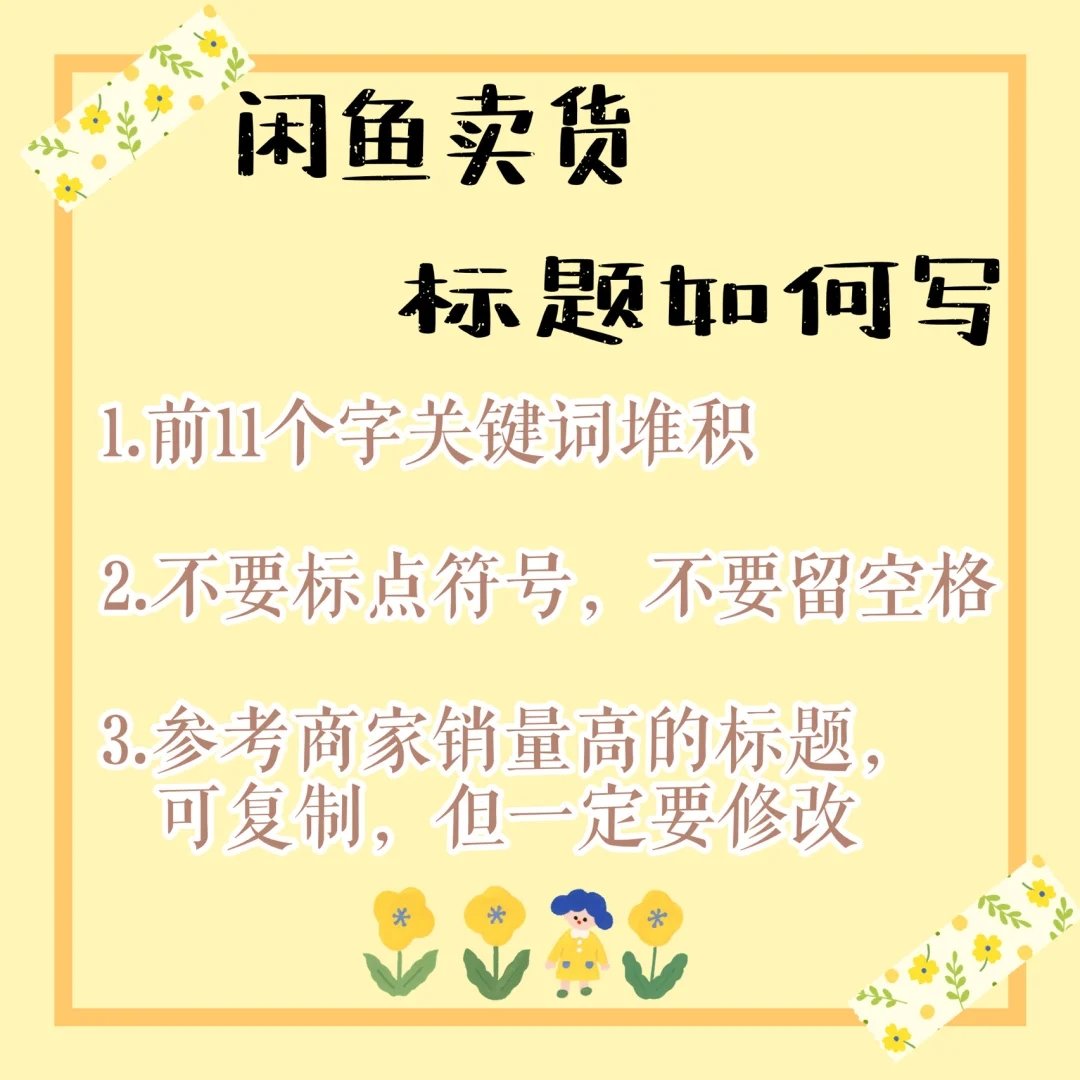 闲鱼卖货
标题如何写
1.前11个字关键词堆积
2.不要标点符号，不要留空格
3.参考商家销量高的标题，
可复制，但一定要修改